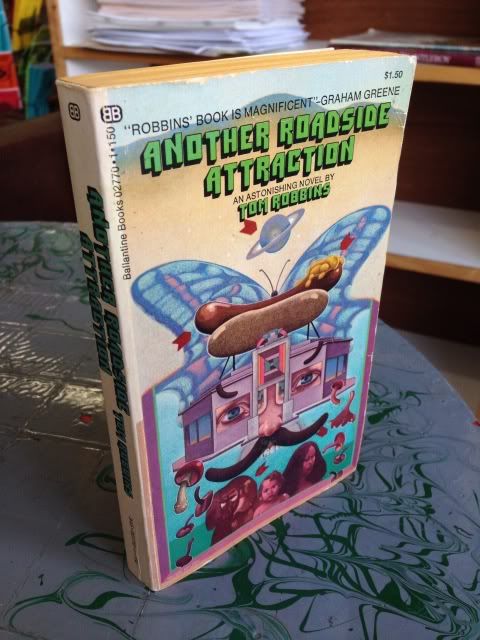 $1.50
"ROBBINS' BOOK IS MAGNIFICENT"-GRAHAM GREENE
ANOTHER ROADSIDE
ATTRACTION
AN ASTONISHING NOVEL BY
TOM ROBBINS
BB
BB
Ballantine Books 02770·1·150
ANOTHER ROADSIDE
ATTRACTION
TOM ROBBINS